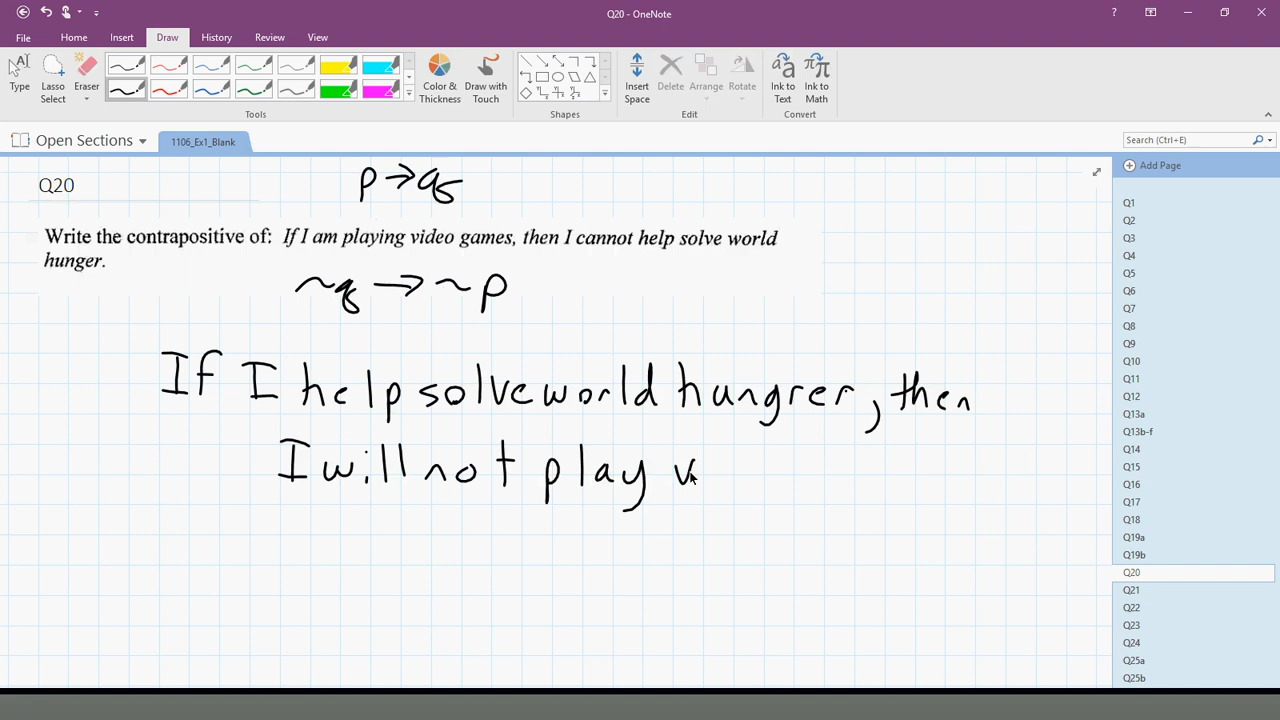 Q20 - OneNote
?
File Home Insert Draw History Review View
Type
Lasso Select
Eraser
Color & Thickness
Draw with Touch
Insert Space
Delete
Arrange
Rotate
Ink to Text
Ink to Math
Tools
Shapes
Edit
Convert
Open Sections
1106_Ex1_Blank
Search (Ctrl+E)
Add Page
p → q
Q20
Write the contrapositive of: If I am playing video games, then I cannot help solve world
hunger.
~q → ~p
If I help solve world hungrer, then
I will not play v
Q1
Q2
Q3
Q4
Q5
Q6
Q7
Q8
Q9
Q10
Q11
Q12
Q13a
Q13b-f
Q14
Q15
Q16
Q17
Q18
Q19a
Q19b
Q20
Q21
Q22
Q23
Q24
Q25a
Q25b